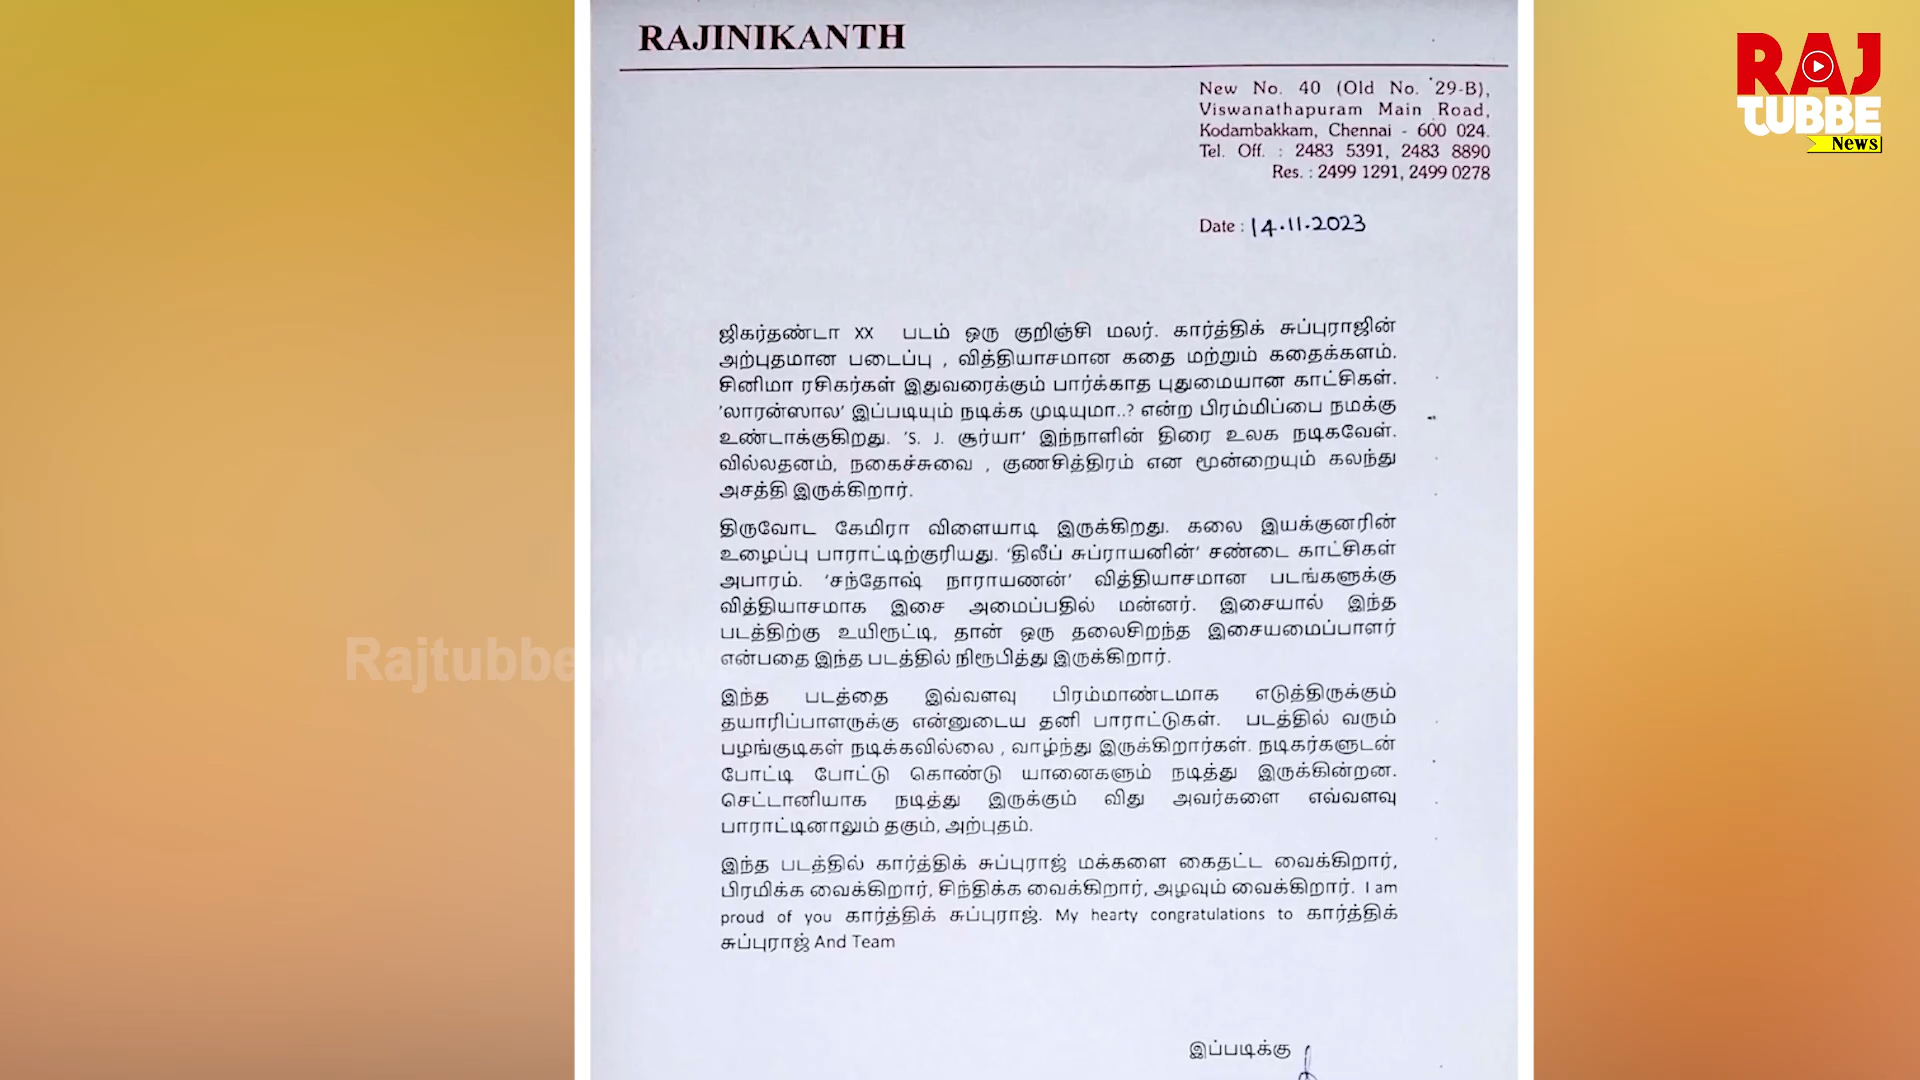 RAJINIKANTH
New No. 40 (Old No. 29-B),
Viswanathapuram Main Road,
Kodambakkam, Chennai - 600 024.
Tel. Off. : 2483 5391, 2483 8890
Res. : 2499 1291, 2499 0278
Date : 14.11.2023
RAJ
TUBBE
News
ஜிகர்தண்டா XX படம் ஒரு குறிஞ்சி மலர். கார்த்திக் சுப்புராஜின்
அற்புதமான படைப்பு , வித்தியாசமான கதை மற்றும் கதைக்களம்.
சினிமா ரசிகர்கள் இதுவரைக்கும் பார்க்காத புதுமையான காட்சிகள்.
'லாரன்ஸால' இப்படியும் நடிக்க முடியுமா..? என்ற பிரம்மிப்பை நமக்கு
உண்டாக்குகிறது. 'S. J. சூர்யா' இந்நாளின் திரை உலக நடிகவேள்.
வில்லதனம், நகைச்சுவை , குணசித்திரம் என மூன்றையும் கலந்து
அசத்தி இருக்கிறார்.
திருவோட கேமிரா விளையாடி இருக்கிறது. கலை இயக்குனரின்
உழைப்பு பாராட்டிற்குரியது. 'திலீப் சுப்ராயனின்' சண்டை காட்சிகள்
அபாரம். 'சந்தோஷ் நாராயணன்' வித்தியாசமான படங்களுக்கு
வித்தியாசமாக இசை அமைப்பதில் மன்னர். இசையால் இந்த
படத்திற்கு உயிரூட்டி, தான் ஒரு தலைசிறந்த இசையமைப்பாளர்
என்பதை இந்த படத்தில் நிரூபித்து இருக்கிறார்.
Rajtubbe News
இந்த படத்தை இவ்வளவு பிரம்மாண்டமாக எடுத்திருக்கும்
தயாரிப்பாளருக்கு என்னுடைய தனி பாராட்டுகள். படத்தில் வரும்
பழங்குடிகள் நடிக்கவில்லை , வாழ்ந்து இருக்கிறார்கள். நடிகர்களுடன்
போட்டி போட்டு கொண்டு யானைகளும் நடித்து இருக்கின்றன.
செட்டானியாக நடித்து இருக்கும் விது அவர்களை எவ்வளவு
பாராட்டினாலும் தகும், அற்புதம்.
இந்த படத்தில் கார்த்திக் சுப்புராஜ் மக்களை கைதட்ட வைக்கிறார்,
பிரமிக்க வைக்கிறார், சிந்திக்க வைக்கிறார், அழவும் வைக்கிறார். I am
proud of you கார்த்திக் சுப்புராஜ். My hearty congratulations to கார்த்திக்
சுப்புராஜ் And Team
இப்படிக்கு